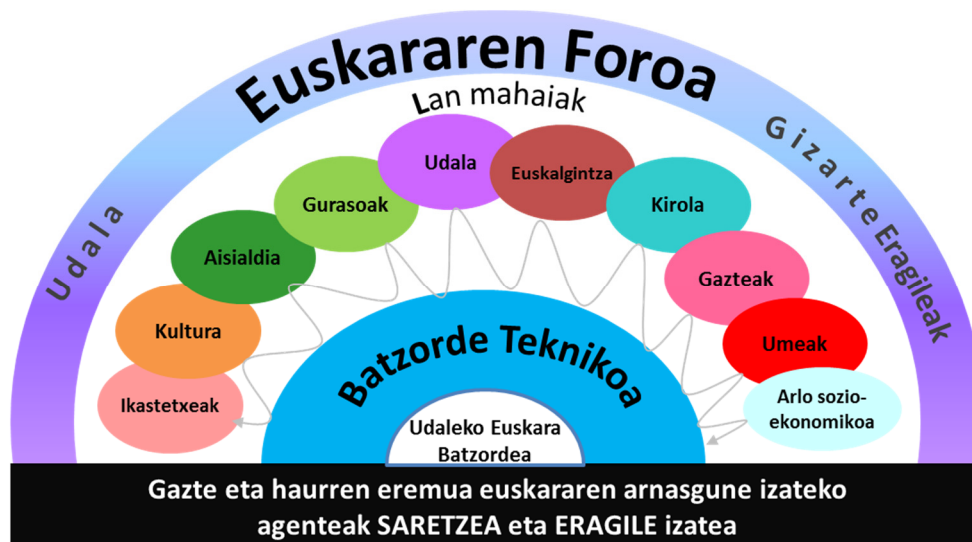 Euskararen Foroa
Lan mahaiak
Udala
Gizarte Eragileak
Udala
Euskalgintza
Gurasoak
Kirola
Aisialdia
Gazteak
Kultura
Umeak
Ikastetxeak
Arlo sozio-
ekonomikoa
Batzorde Teknikoa
Udaleko Euskara
Batzordea
Gazte eta haurren eremua euskararen arnasgune izateko
agenteak SARETZEA eta ERAGILE izatea